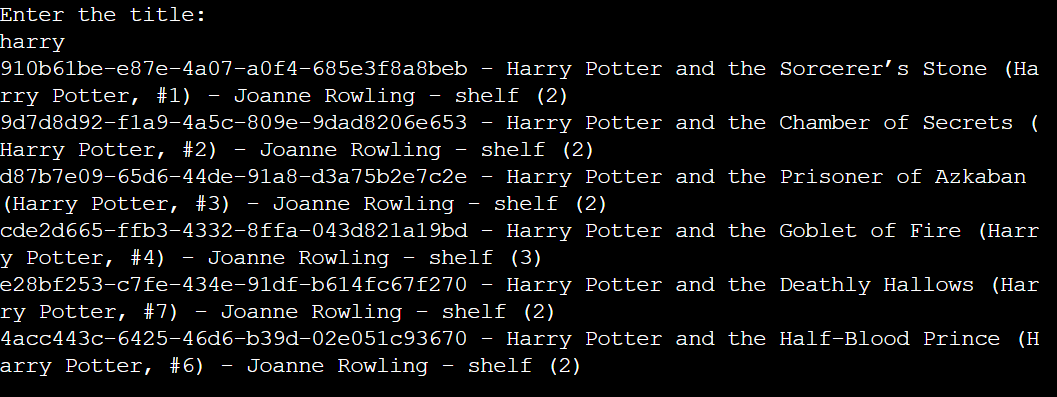 Enter the title:
harry
910b61be-e87e-4a07-a0f4-685e3f8a8beb - Harry Potter and the Sorcerer’s Stone (Ha
rry Potter, #1) - Joanne Rowling - shelf (2)
9d7d8d92-f1a9-4a5c-809e-9dad8206e653 - Harry Potter and the Chamber of Secrets (
Harry Potter, #2) - Joanne Rowling - shelf (2)
d87b7e09-65d6-44de-91a8-d3a75b2e7c2e - Harry Potter and the Prisoner of Azkaban
(Harry Potter, #3) - Joanne Rowling - shelf (2)
cde2d665-ffb3-4332-8ffa-043d821a19bd - Harry Potter and the Goblet of Fire (Harr
y Potter, #4) - Joanne Rowling - shelf (3)
e28bf253-c7fe-434e-91df-b614fc67f270 - Harry Potter and the Deathly Hallows (Har
ry Potter, #7) - Joanne Rowling - shelf (2)
4acc443c-6425-46d6-b39d-02e051c93670 - Harry Potter and the Half-Blood Prince (H
arry Potter, #6) - Joanne Rowling - shelf (2)